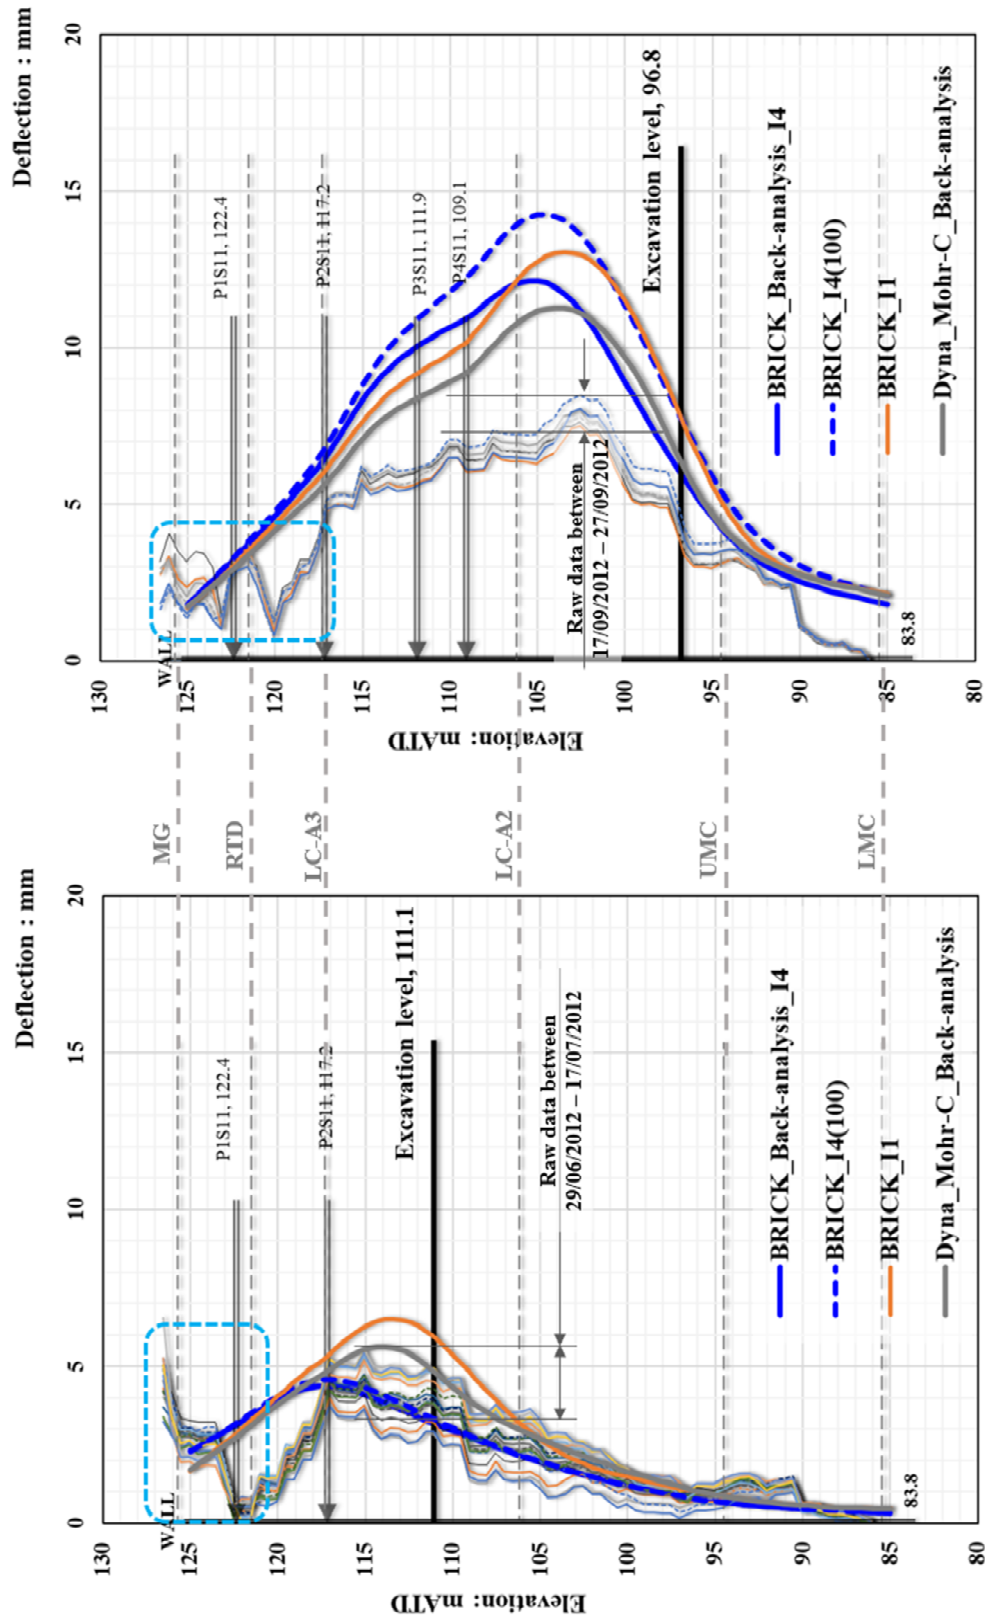 Deflection : mm
0
5
10
15
20
130
125
120
115
110
105
100
95
90
85
80
Elevation: mATD
WALL
P1S11, 122.4
P2S11, 117.2
Excavation level, 111.1
Raw data between
29/06/2012 – 17/07/2012
BRICK_Back-analysis_I4
BRICK_I4(100)
BRICK_I1
Dyna_Mohr-C_Back-analysis
83.8
MG
RTD
LC-A3
LC-A2
UMC
LMC
Deflection : mm
0
5
10
15
20
130
125
120
115
110
105
100
95
90
85
80
Elevation: mATD
WALL
P1S11, 122.4
P2S11, 117.2
P3S11, 111.9
P4S11, 109.1
Excavation level, 96.8
Raw data between
17/09/2012 – 27/09/2012
BRICK_Back-analysis_I4
BRICK_I4(100)
BRICK_I1
Dyna_Mohr-C_Back-analysis
83.8